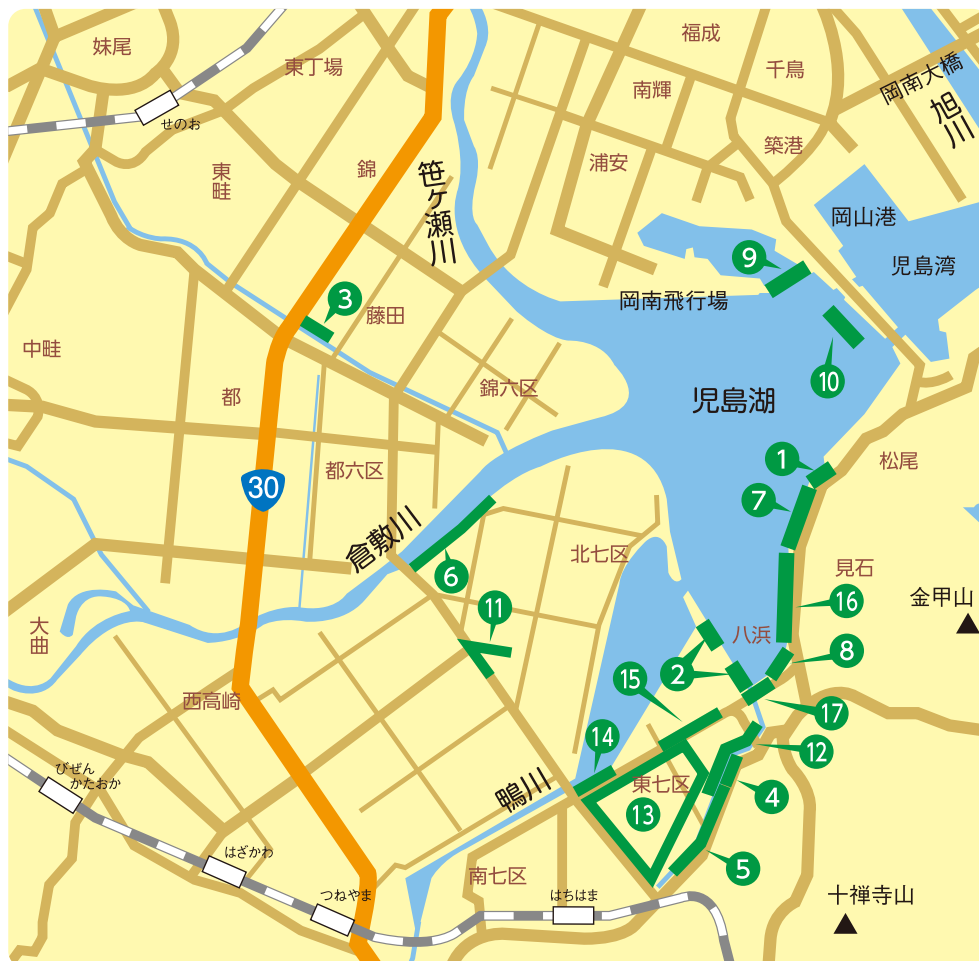 妹尾
東丁場
福成
千鳥
岡南大橋
旭川
南輝
せのお
築港
東畦
錦
笹ヶ瀬川
浦安
岡山港
児島湾
9
3
岡南飛行場
藤田
10
中畦
都
錦六区
児島湖
1
松尾
30
都六区
7
倉敷川
北七区
見石
6
16
金甲山
11
大曲
八浜
8
2
15
西高崎
17
14
12
びぜん
かたおか
鴨川
東七区
4
13
はざかわ
5
南七区
つねやま
はちはま
十禅寺山